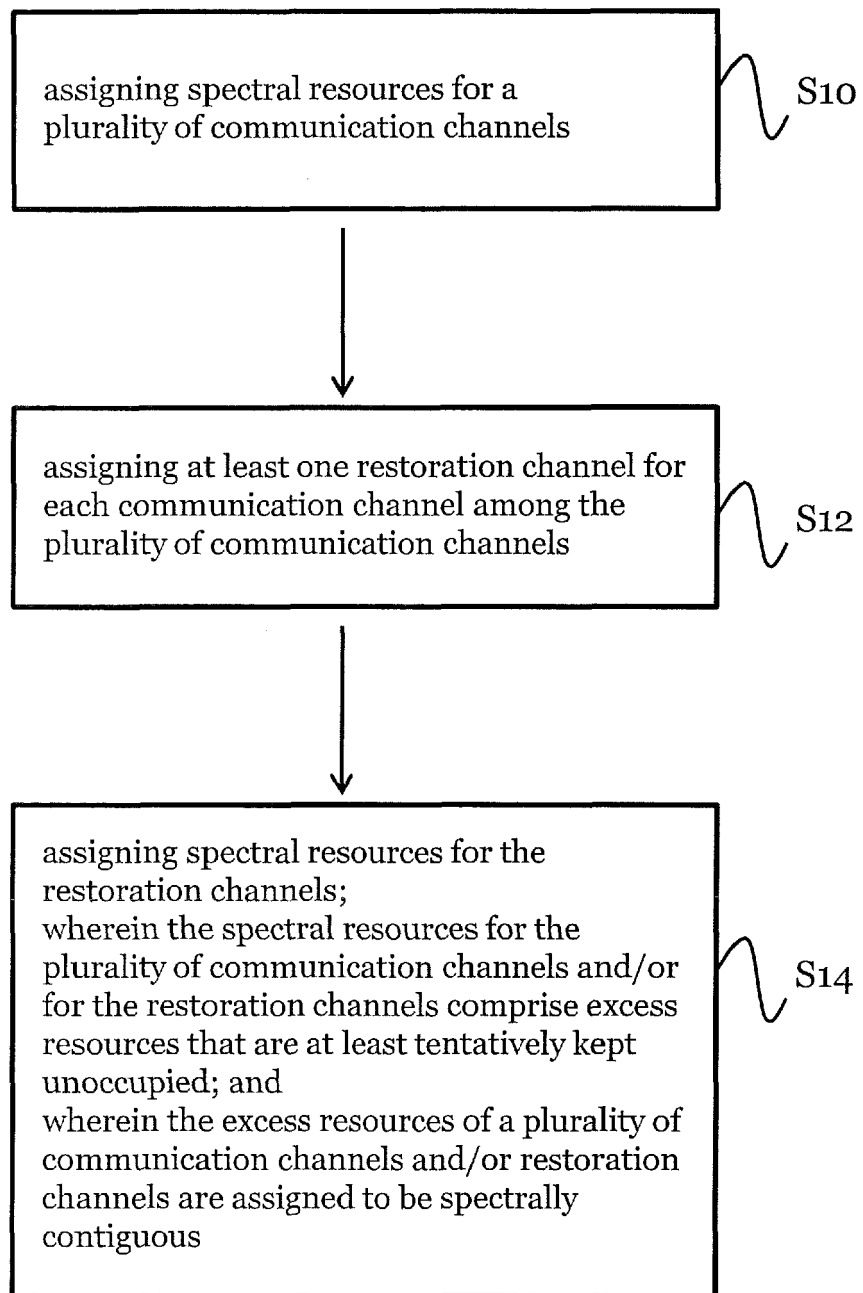 assigning spectral resources for a
plurality of communication channels
S10
assigning at least one restoration channel for
each communication channel among the
plurality of communication channels
S12
assigning spectral resources for the
restoration channels;
wherein the spectral resources for the
plurality of communication channels and/or
for the restoration channels comprise excess
resources that are at least tentatively kept
unoccupied; and
wherein the excess resources of a plurality of
communication channels and/or restoration
channels are assigned to be spectrally
contiguous
S14